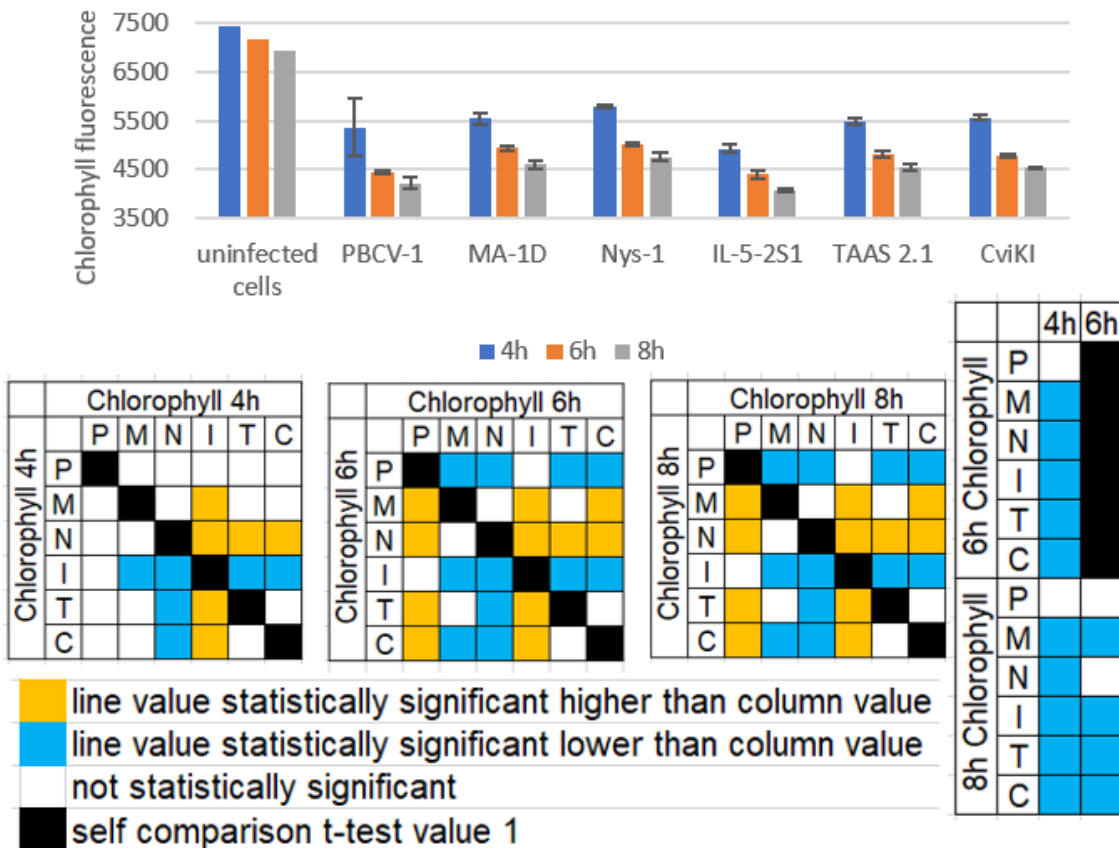 Chlorophyll fluorescence
7500
6500
5500
4500
3500
uninfected cells
PBCV-1
MA-1D
Nys-1
IL-5-2S1
TAAS 2.1
CviKI
4h
6h
8h
Chlorophyll 4h
P M N I T C
Chlorophyll 4h
P
M
N
I
T
C
Chlorophyll 6h
P M N I T C
Chlorophyll 6h
P
M
N
I
T
C
Chlorophyll 8h
P M N I T C
Chlorophyll 8h
P
M
N
I
T
C
4h 6h
6h Chlorophyll
P
M
N
I
T
C
8h Chlorophyll
P
M
N
I
T
C
line value statistically significant higher than column value
line value statistically significant lower than column value
not statistically significant
self comparison t-test value 1